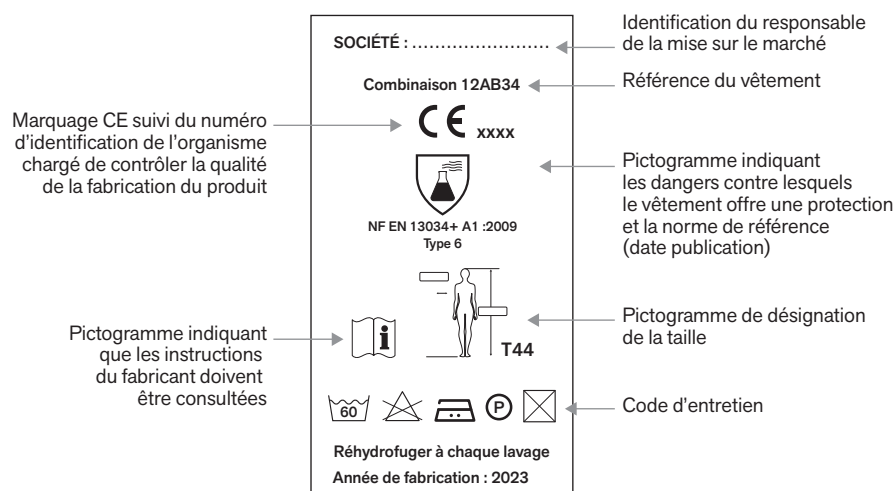 SOCIÉTÉ : ...........................
Identification du responsable
de la mise sur le marché
Combinaison 12AB34
Référence du vêtement
Marquage CE suivi du numéro
d'identification de l'organisme
chargé de contrôler la qualité
de la fabrication du produit
CE xxxx
Pictogramme indiquant
les dangers contre lesquels
le vêtement offre une protection
et la norme de référence
(date publication)
NF EN 13034+ A1 :2009
Type 6
Pictogramme indiquant
que les instructions
du fabricant doivent
être consultées
i
T44
Pictogramme de désignation
de la taille
60
P
Code d'entretien
Réhydrofuger à chaque lavage
Année de fabrication : 2023